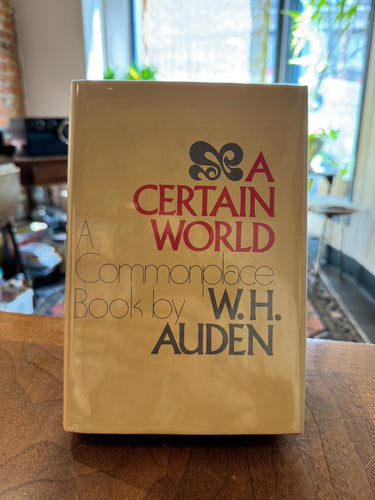 A
CERTAIN
WORLD
A
Commonplace
Book by W.H.
AUDEN